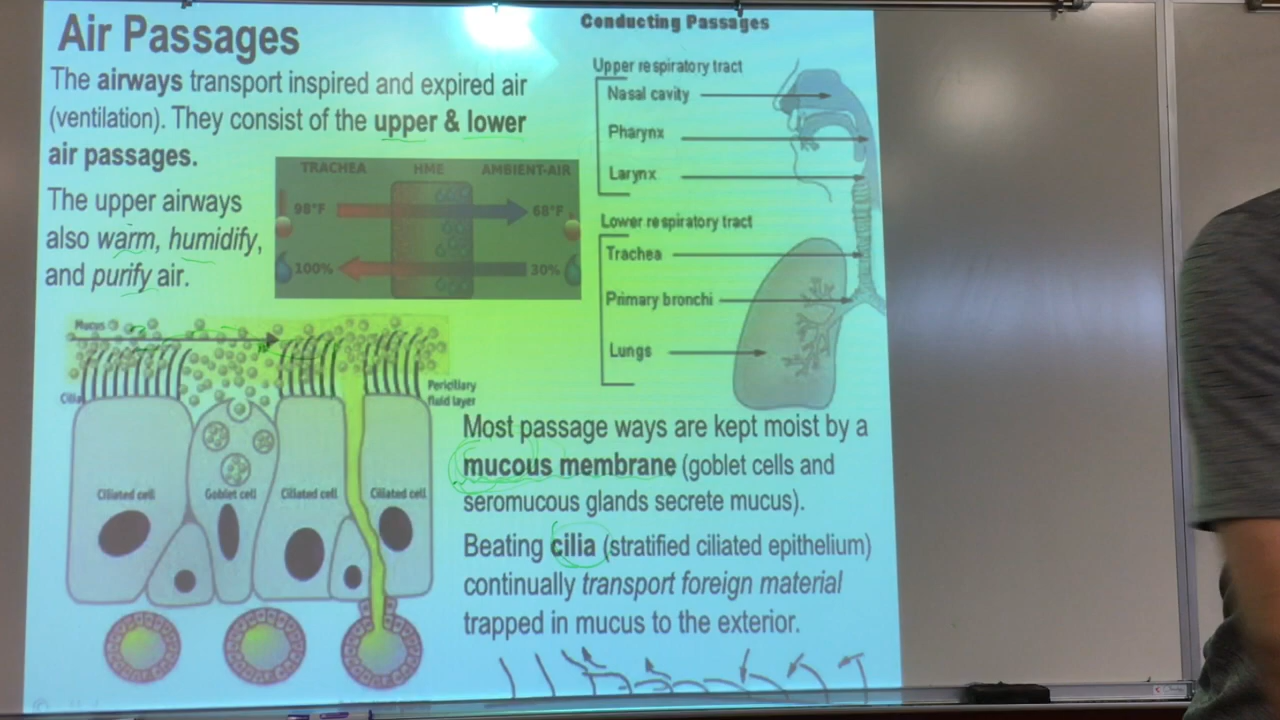 Air Passages
The airways transport inspired and expired air
(ventilation). They consist of the upper & lower
air passages.
TRACHEA HME AMBIENT-AIR
98°F 68°F
100% 30%
The upper airways
also warm, humidify,
and purify air.
Conducting Passages
Upper respiratory tract
Nasal cavity
Pharynx
Larynx
Lower respiratory tract
Trachea
Primary bronchi
Lungs
Mucus
Cilia
Periciliary
fluid layer
Ciliated cell Goblet cell Ciliated cell Ciliated cell
Most passage ways are kept moist by a
mucous membrane (goblet cells and
seromucous glands secrete mucus).
Beating cilia (stratified ciliated epithelium)
continually transport foreign material
trapped in mucus to the exterior.